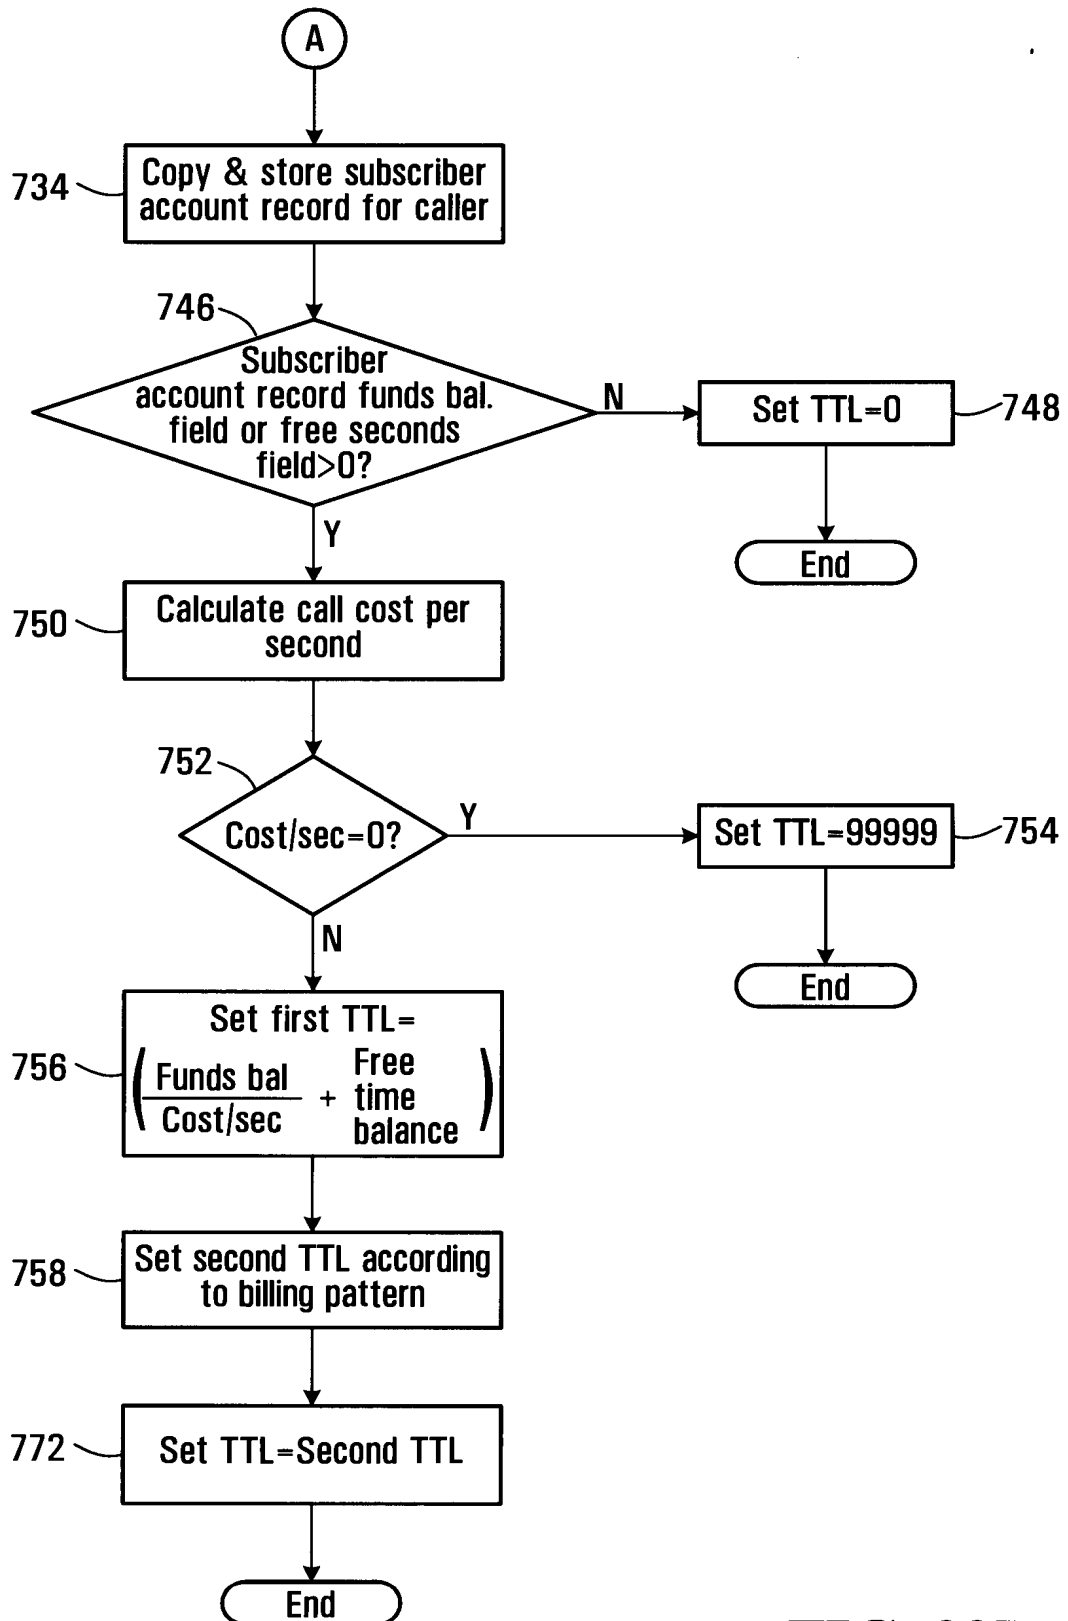 A
734
Copy & store subscriber
account record for caller
746
Subscriber
account record funds bal.
field or free seconds
field>0?
N
Set TTL=0
748
End
Y
750
Calculate call cost per
second
752
Cost/sec=0?
Y
Set TTL=99999
754
End
N
756
Set first TTL=
( Funds bal
Cost/sec
+
Free
time
balance )
758
Set second TTL according
to billing pattern
772
Set TTL=Second TTL
End